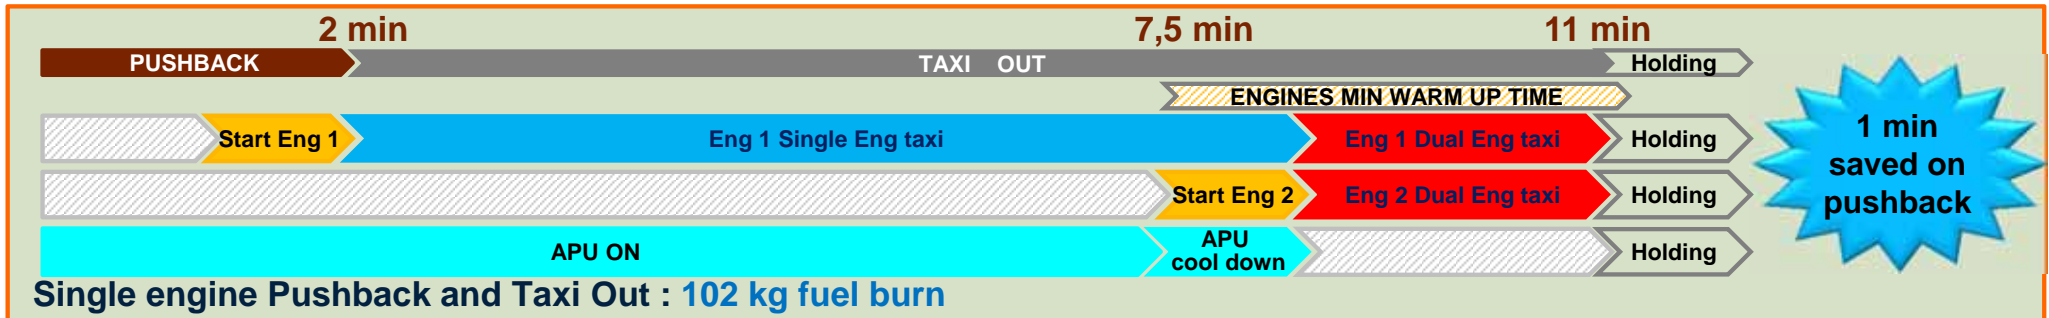 2 min 7,5 min 11 min
PUSHBACK TAXI OUT Holding
ENGINES MIN WARM UP TIME
Start Eng 1 Eng 1 Single Eng taxi Eng 1 Dual Eng taxi Holding
Start Eng 2 Eng 2 Dual Eng taxi Holding
APU ON APU cool down Holding
1 min
saved on
pushback
Single engine Pushback and Taxi Out : 102 kg fuel burn